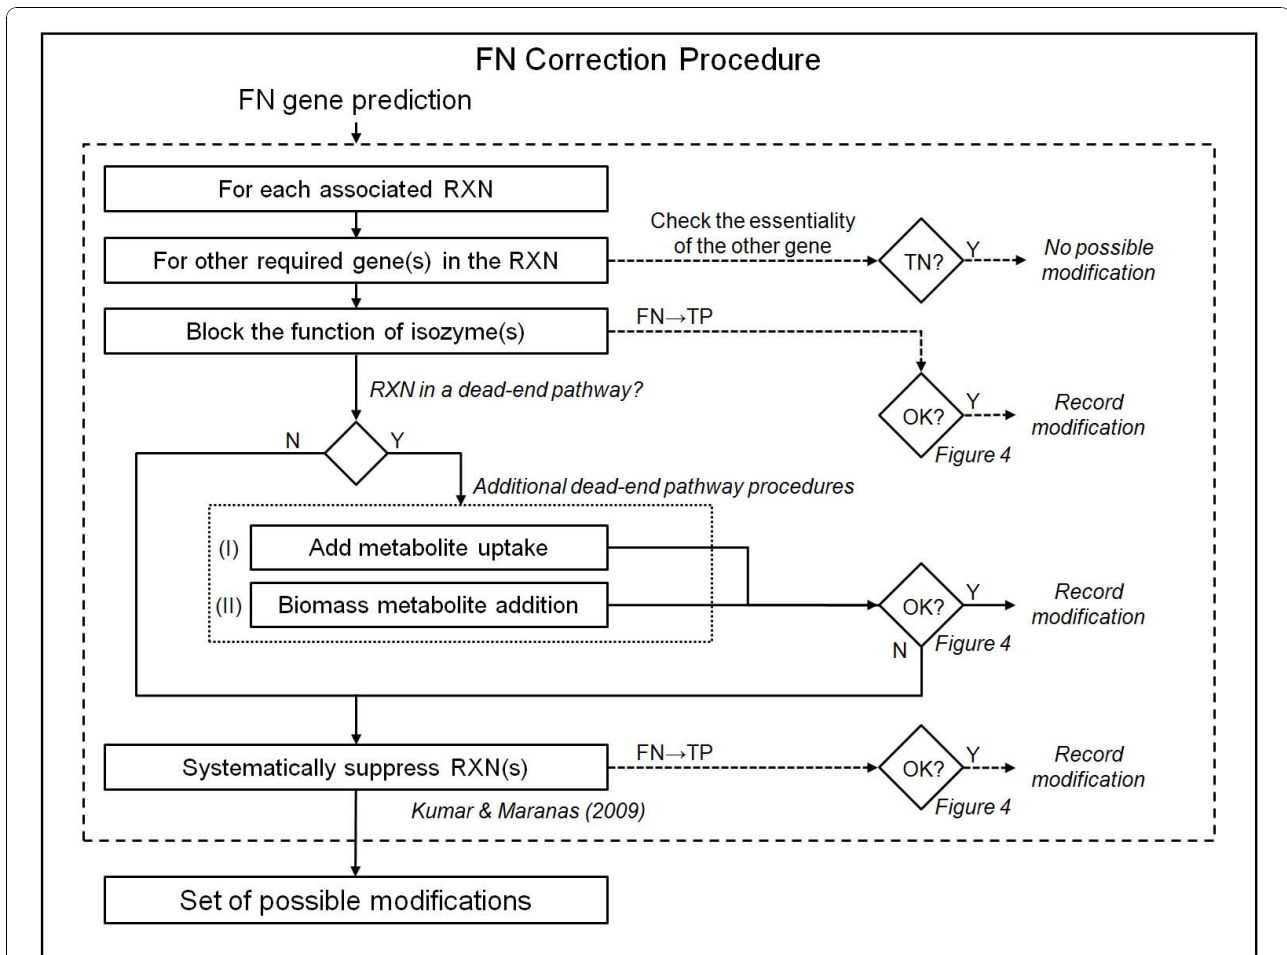 FN Correction Procedure
FN gene prediction
For each associated RXN
Check the essentiality
of the other gene
For other required gene(s) in the RXN
TN?
Y
No possible
modification
Block the function of isozyme(s)
FN→TP
RXN in a dead-end pathway?
OK?
Y
Record
modification
Figure 4
N
Y
Additional dead-end pathway procedures
(I)
Add metabolite uptake
(II)
Biomass metabolite addition
OK?
Y
Record
modification
Figure 4
N
Systematically suppress RXN(s)
FN→TP
OK?
Y
Record
modification
Figure 4
Kumar & Maranas (2009)
Set of possible modifications